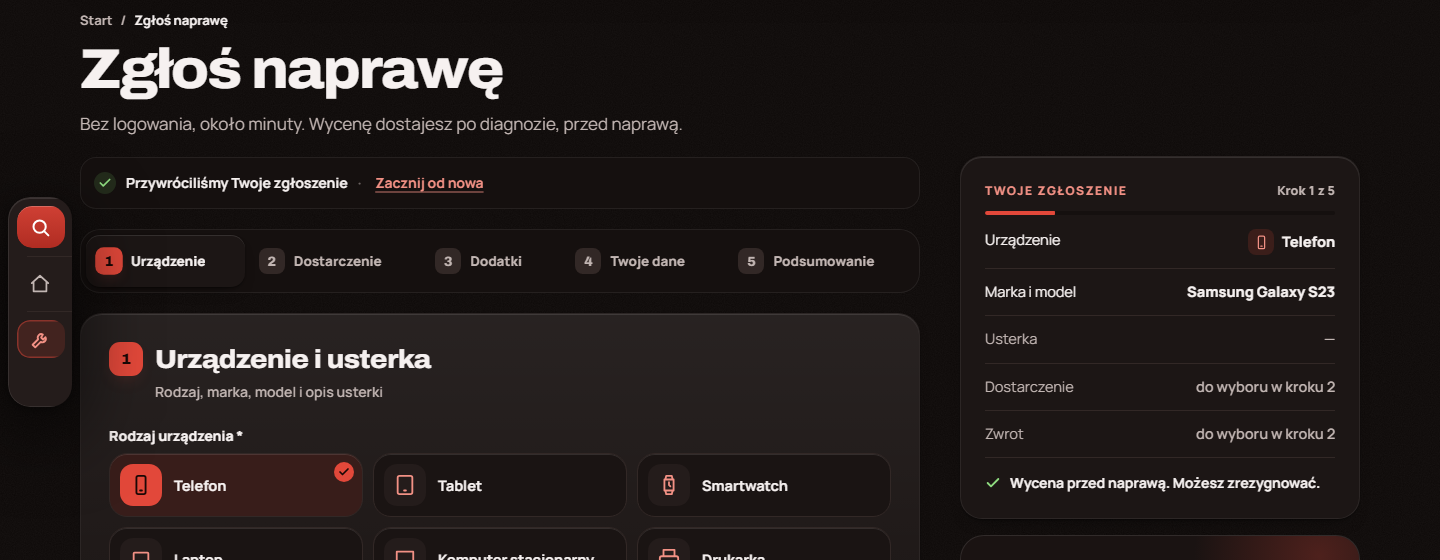 Start / Zgłoś naprawę
Zgłoś naprawę
Bez logowania, około minuty. Wycenę dostajesz po diagnozie, przed naprawą.
Przywróciliśmy Twoje zgłoszenie · Zacznij od nowa
1 Urządzenie 2 Dostarczenie 3 Dodatki 4 Twoje dane 5 Podsumowanie
1 Urządzenie i usterka
Rodzaj, marka, model i opis usterki
Rodzaj urządzenia *
Telefon Tablet Smartwatch
Laptop Komputer stacjonarny Drukarka
TWOJE ZGŁOSZENIE Krok 1 z 5
Urządzenie Telefon
Marka i model Samsung Galaxy S23
Usterka —
Dostarczenie do wyboru w kroku 2
Zwrot do wyboru w kroku 2
Wycena przed naprawą. Możesz zrezygnować.